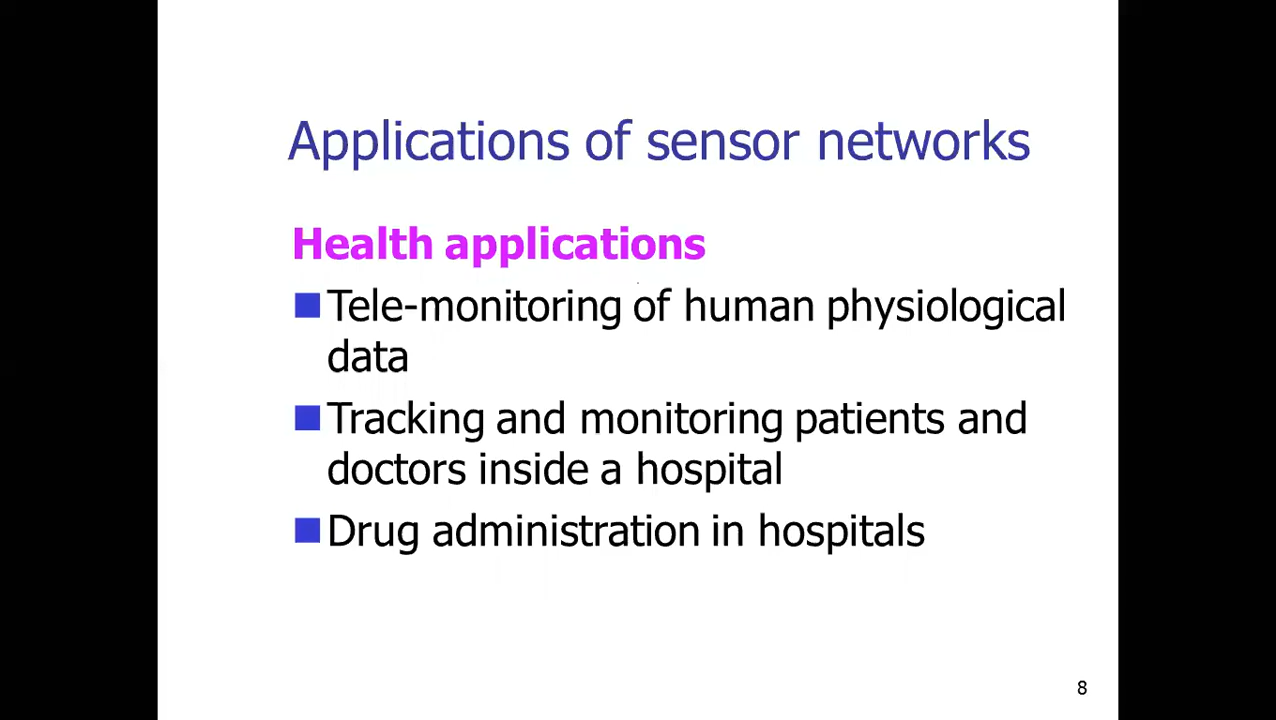 Applications of sensor networks
Health applications
Tele-monitoring of human physiological
data
Tracking and monitoring patients and
doctors inside a hospital
Drug administration in hospitals
8